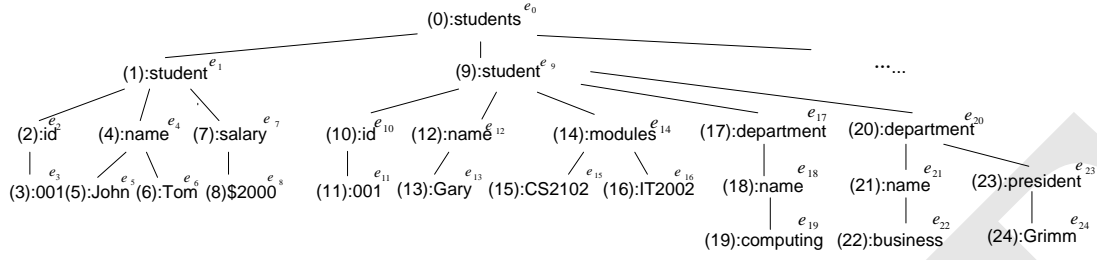 (0):students e0
(1):student e1 (9):student e9 ......
(2):id e2 (4):name e4 (7):salary e7 (10):id e10 (12):name e12 (14):modules e14 (17):department e17 (20):department e20
(3):001 e3 (5):John e5 (6):Tom e6 (8)$2000 e8 (11):001 e11 (13):Gary e13 (15):CS2102 e15 (16):IT2002 e16 (18):name e18 (21):name e21 (23):president e23
(19):computing e19 (22):business e22 (24):Grimm e24